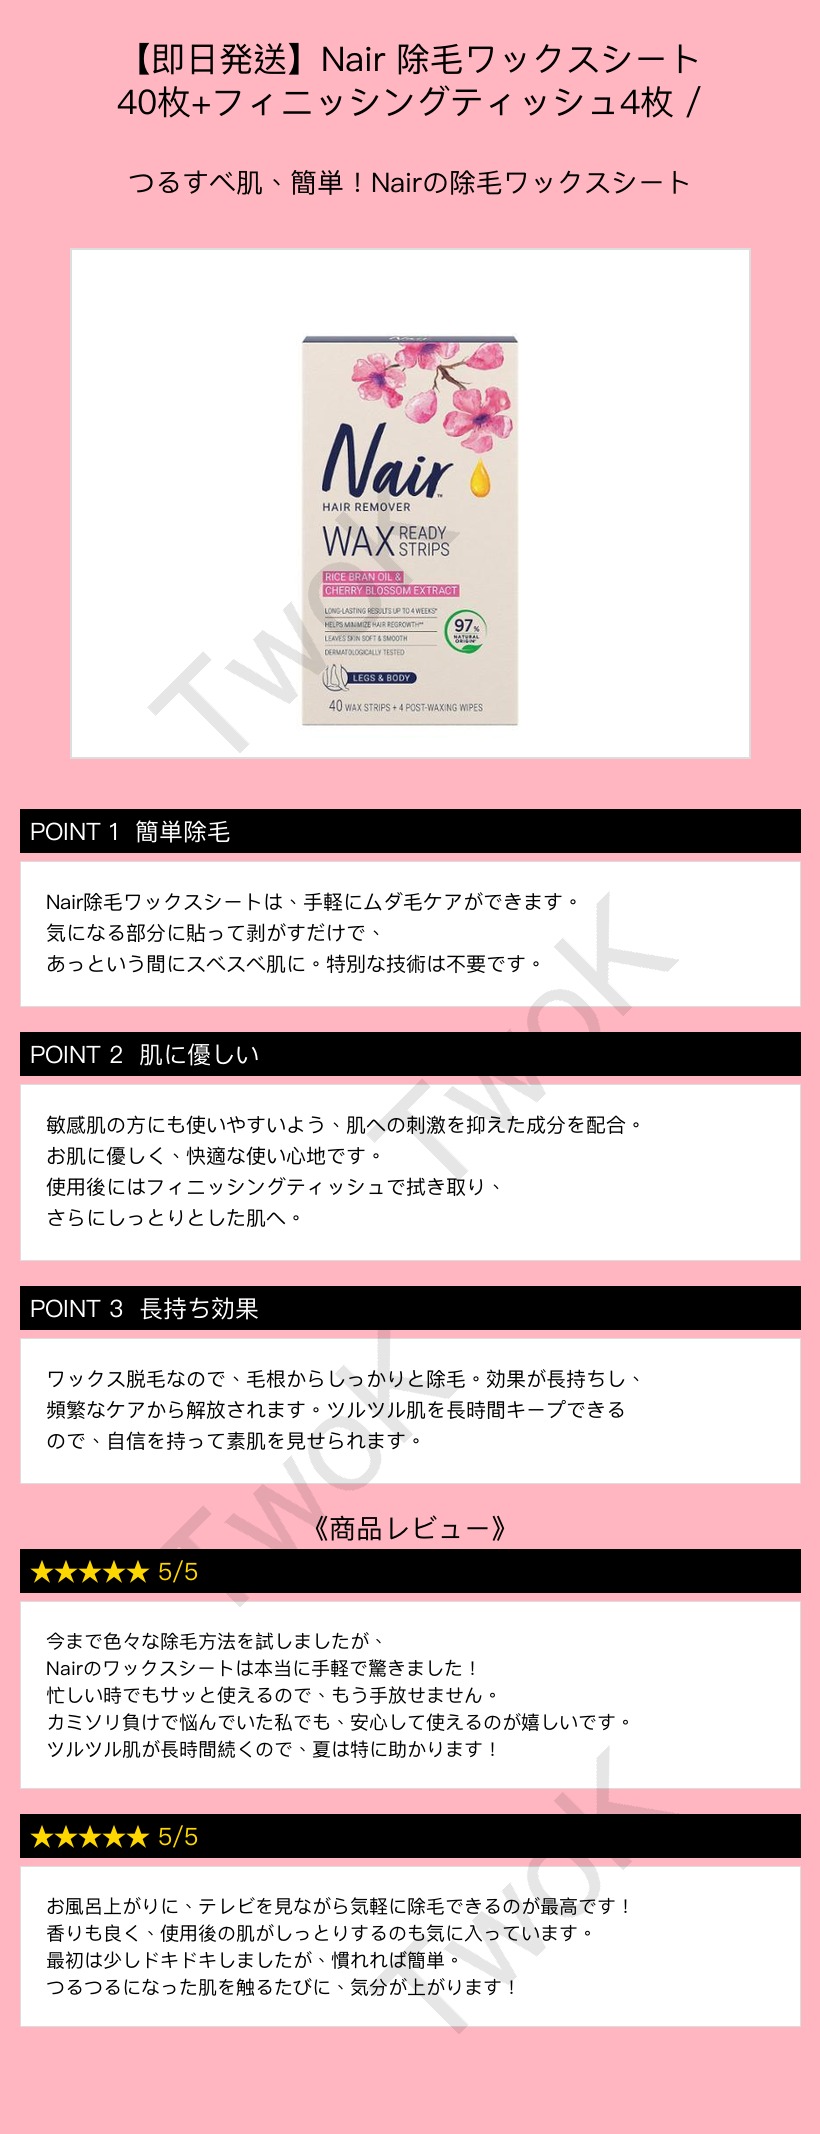 【即日発送】Nair 除毛ワックスシート
40枚+フィニッシングティッシュ4枚 /
つるすべ肌、簡単！Nairの除毛ワックスシート
Nair
Nair™
HAIR REMOVER
WAX READY STRIPS
RICE BRAN OIL &
CHERRY BLOSSOM EXTRACT
LONG-LASTING RESULTS UP TO 4 WEEKS*
HELPS MINIMIZE HAIR REGROWTH**
LEAVES SKIN SOFT & SMOOTH
DERMATOLOGICALLY TESTED
97%
NATURAL
ORIGIN
LEGS & BODY
40 WAX STRIPS + 4 POST-WAXING WIPES
TwoK
POINT 1 簡単除毛
Nair除毛ワックスシートは、手軽にムダ毛ケアができます。
気になる部分に貼って剥がすだけで、
あっという間にスベスベ肌に。特別な技術は不要です。
TwoK
POINT 2 肌に優しい
敏感肌の方にも使いやすいよう、肌への刺激を抑えた成分を配合。
お肌に優しく、快適な使い心地です。
使用後にはフィニッシングティッシュで拭き取り、
さらにしっとりとした肌へ。
POINT 3 長持ち効果
ワックス脱毛なので、毛根からしっかりと除毛。効果が長持ちし、
頻繁なケアから解放されます。ツルツル肌を長時間キープできる
ので、自信を持って素肌を見せられます。
TwoK
《商品レビュー》
★★★★★ 5/5
今まで色々な除毛方法を試しましたが、
Nairのワックスシートは本当に手軽で驚きました！
忙しい時でもサッと使えるので、もう手放せません。
カミソリ負けで悩んでいた私でも、安心して使えるのが嬉しいです。
ツルツル肌が長時間続くので、夏は特に助かります！
★★★★★ 5/5
お風呂上がりに、テレビを見ながら気軽に除毛できるのが最高です！
香りも良く、使用後の肌がしっとりするのも気に入っています。
最初は少しドキドキしましたが、慣れれば簡単。
つるつるになった肌を触るたびに、気分が上がります！
TwoK